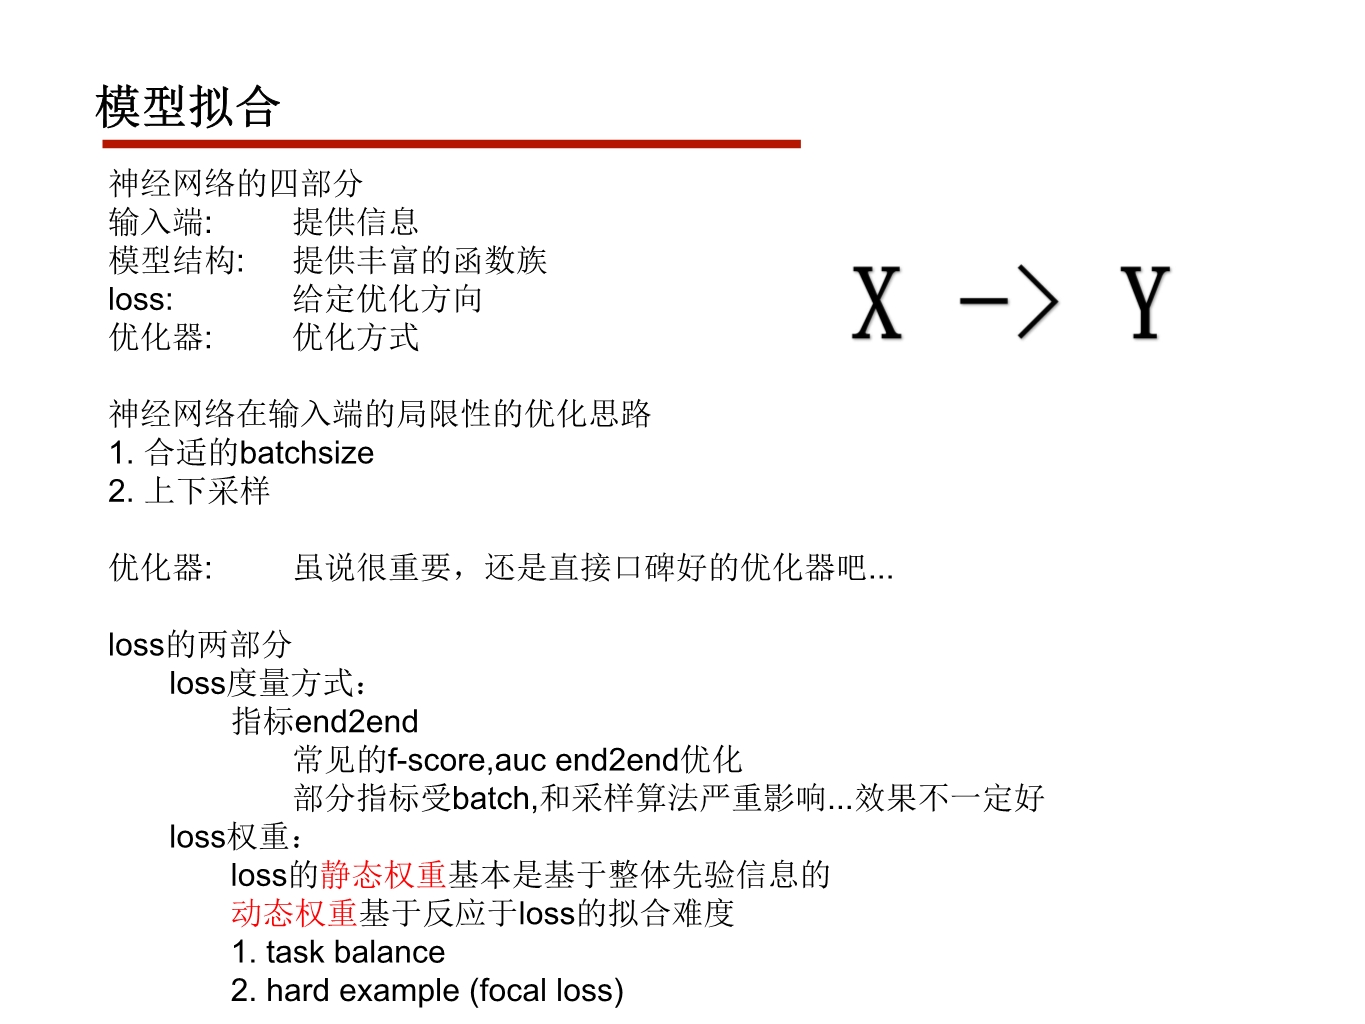 模型拟合
神经网络的四部分
输入端: 提供信息
模型结构: 提供丰富的函数族
loss: 给定优化方向
优化器: 优化方式
X -> Y
神经网络在输入端的局限性的优化思路
1. 合适的batchsize
2. 上下采样
优化器: 虽说很重要，还是直接口碑好的优化器吧...
loss的两部分
loss度量方式：
指标end2end
常见的f-score,auc end2end优化
部分指标受batch,和采样算法严重影响...效果不一定好
loss权重：
loss的静态权重基本是基于整体先验信息的
动态权重基于反应于loss的拟合难度
1. task balance
2. hard example (focal loss)